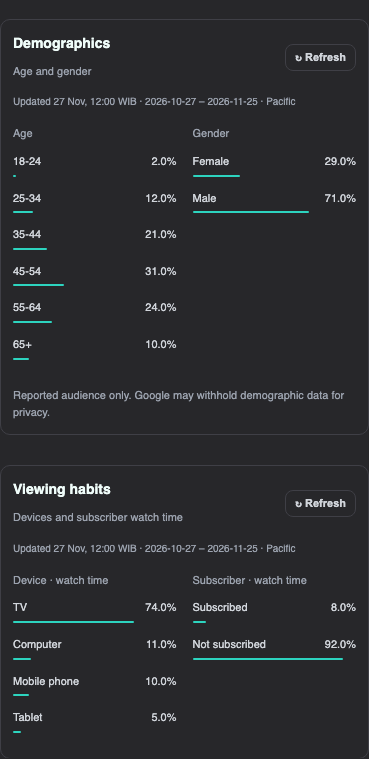 Demographics
↻ Refresh
Age and gender
Updated 27 Nov, 12:00 WIB · 2026-10-27 – 2026-11-25 · Pacific
Age
Gender
18-24 2.0%
Female 29.0%
25-34 12.0%
Male 71.0%
35-44 21.0%
45-54 31.0%
55-64 24.0%
65+ 10.0%
Reported audience only. Google may withhold demographic data for
privacy.
Viewing habits
↻ Refresh
Devices and subscriber watch time
Updated 27 Nov, 12:00 WIB · 2026-10-27 – 2026-11-25 · Pacific
Device · watch time
Subscriber · watch time
TV 74.0%
Subscribed 8.0%
Computer 11.0%
Not subscribed 92.0%
Mobile phone 10.0%
Tablet 5.0%